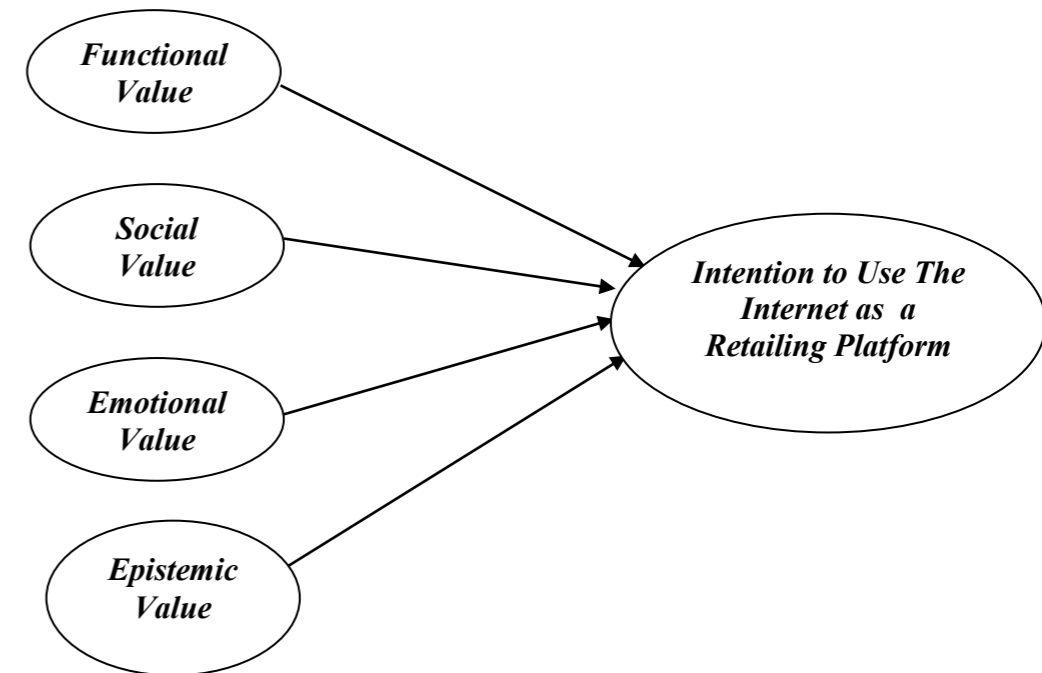 Functional
Value
Social
Value
Emotional
Value
Epistemic
Value
Intention to Use The
Internet as a
Retailing Platform